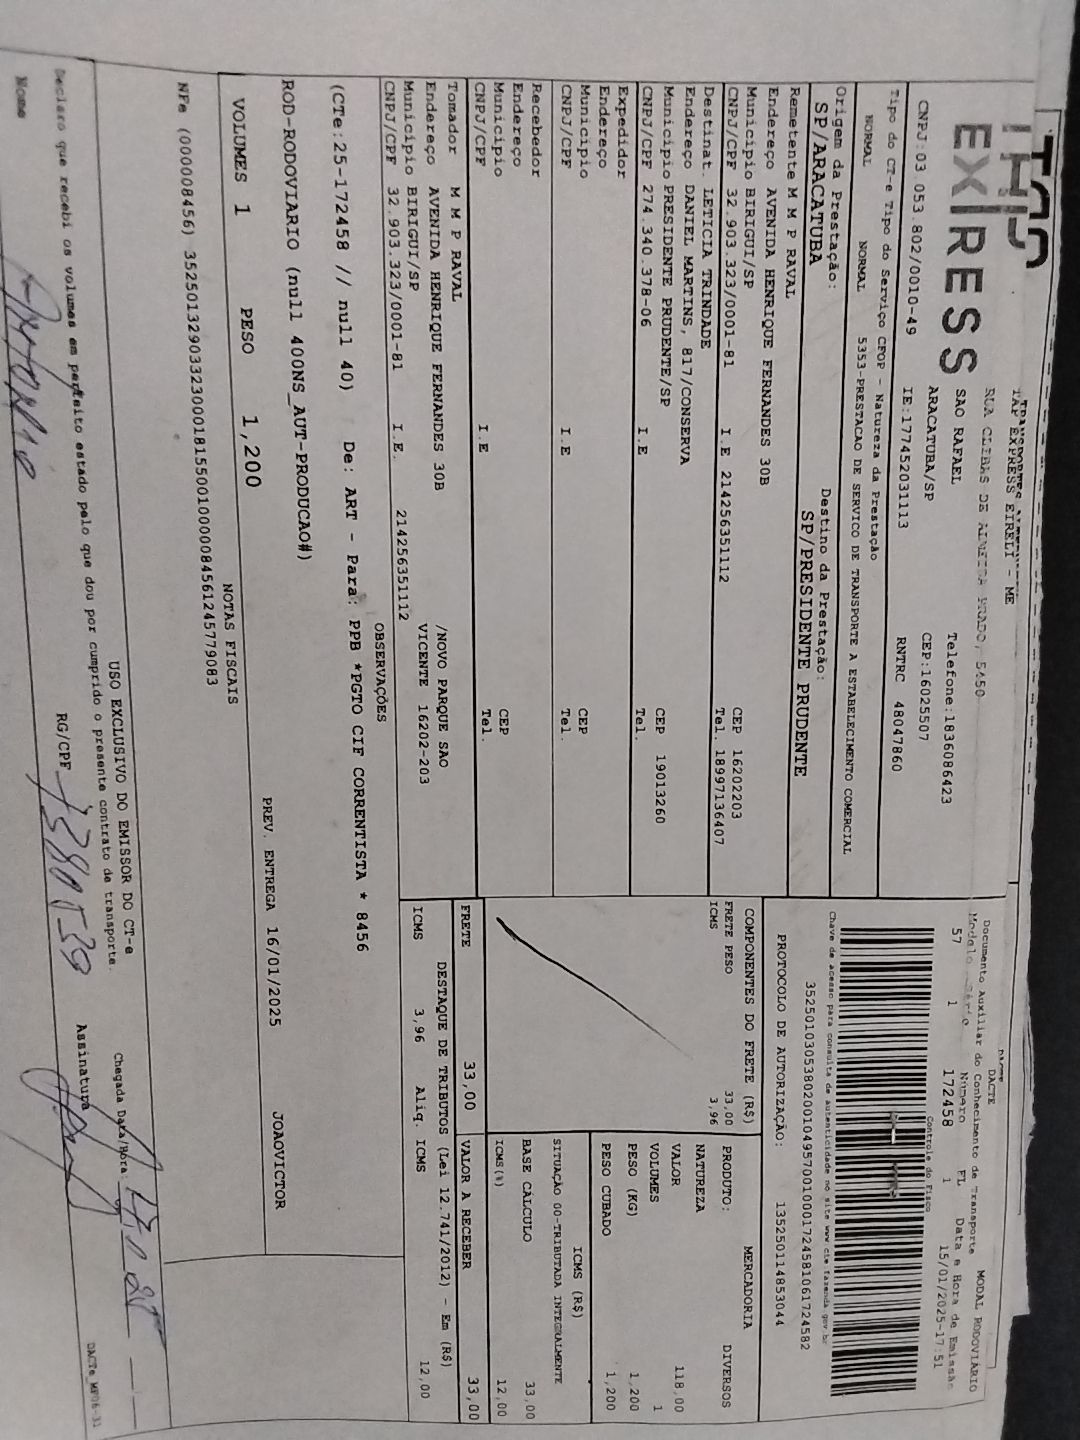 EXPRESS
TAP EXPRESS EIRELI - ME
RUA CLIBAS DE ALMEIDA PRADO, 5450
SAO RAFAEL Telefone:1836086423
ARACATUBA/SP CEP:16025507
CNPJ:03.053.802/0010-49 IE:177452031113 RNTRC 48047860
Tipo do CT-e Tipo do Serviço CFOP - Natureza da Prestação
NORMAL NORMAL 5353-PRESTACAO DE SERVICO DE TRANSPORTE A ESTABELECIMENTO COMERCIAL
Origem da Prestação: Destino da Prestação:
SP/ARACATUBA SP/PRESIDENTE PRUDENTE
DACTE
Documento Auxiliar do Conhecimento de Transporte MODAL RODOVIÁRIO
Modelo Série Número FL Data e Hora de Emissão
57 1 172458 1 15/01/2025-17:51
Controle do Fisco
Chave de acesso para consulta de autenticidade no site www.cte.fazenda.gov.br
35250103053802001049570010001724581061724582
PROTOCOLO DE AUTORIZAÇÃO: 135250114853044
Remetente M M P RAVAL
Endereço AVENIDA HENRIQUE FERNANDES 30B
Municipio BIRIGUI/SP CEP 16202203
CNPJ/CPF 32.903.323/0001-81 I.E 214256351112 Tel. 18997136407
Destinat. LETICIA TRINDADE
Endereço DANIEL MARTINS, 817/CONSERVA
Municipio PRESIDENTE PRUDENTE/SP CEP 19013260
CNPJ/CPF 274.340.378-06 I.E Tel.
Expedidor
Endereço
Municipio CEP
CNPJ/CPF I.E Tel.
Recebedor
Endereço
Municipio CEP
CNPJ/CPF I.E Tel.
Tomador M M P RAVAL
Endereço AVENIDA HENRIQUE FERNANDES 30B /NOVO PARQUE SAO
Municipio BIRIGUI/SP VICENTE 16202-203
CNPJ/CPF 32.903.323/0001-81 I.E. 214256351112
COMPONENTES DO FRETE (R$)
FRETE PESO 33,00
ICMS 3,96
MERCADORIA
PRODUTO: DIVERSOS
NATUREZA
VALOR 118,00
VOLUMES 1
PESO (KG) 1,200
PESO CUBADO 1,200
ICMS (R$)
SITUAÇÃO 00-TRIBUTADA INTEGRALMENTE
BASE CÁLCULO 33,00
ICMS(%) 12,00
FRETE 33,00 VALOR A RECEBER 33,00
DESTAQUE DE TRIBUTOS (Lei 12.741/2012) - Em (R$)
ICMS 3,96 Aliq. ICMS 12,00
OBSERVAÇÕES
(CTe:25-172458 // null 40) De: ART - Para: PPB *PGTO CIF CORRENTISTA * 8456
ROD-RODOVIARIO (null 400NS_AUT-PRODUCAO#)
PREV. ENTREGA 16/01/2025 JOAOVICTOR
VOLUMES 1 PESO 1,200
NOTAS FISCAIS
NFe (000008456) 35250132903323000181550010000084561245779083
USO EXCLUSIVO DO EMISSOR DO CT-e
Declaro que recebi os volumes em perfeito estado pelo que dou por cumprido o presente contrato de transporte.
Chegada Data/Hora:
Nome RG/CPF Assinatura
DACTe_MF06-31